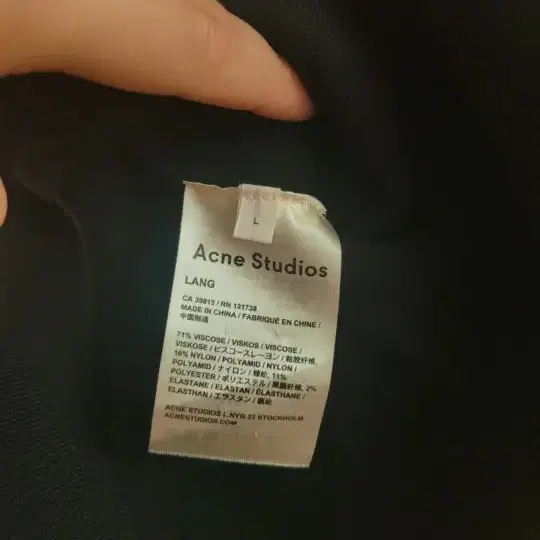 L
Acne Studios
LANG
CA 39815 / RN 131738
MADE IN CHINA / FABRIQUÉ EN CHINE /
中国制造
71% VISCOSE / VISKOS / VISCOSE /
VISKOSE / ビスコースレーヨン / 粘胶纤维,
16% NYLON / POLYAMID / NYLON /
POLYAMID / ナイロン / 锦纶, 11%
POLYESTER / ポリエステル / 聚酯纤维, 2%
ELASTANE / ELASTAN / ÉLASTHANE /
ELASTHAN / エラスタン / 氨纶
ACNE STUDIOS L.NYG.23 STOCKHOLM
ACNESTUDIOS.COM